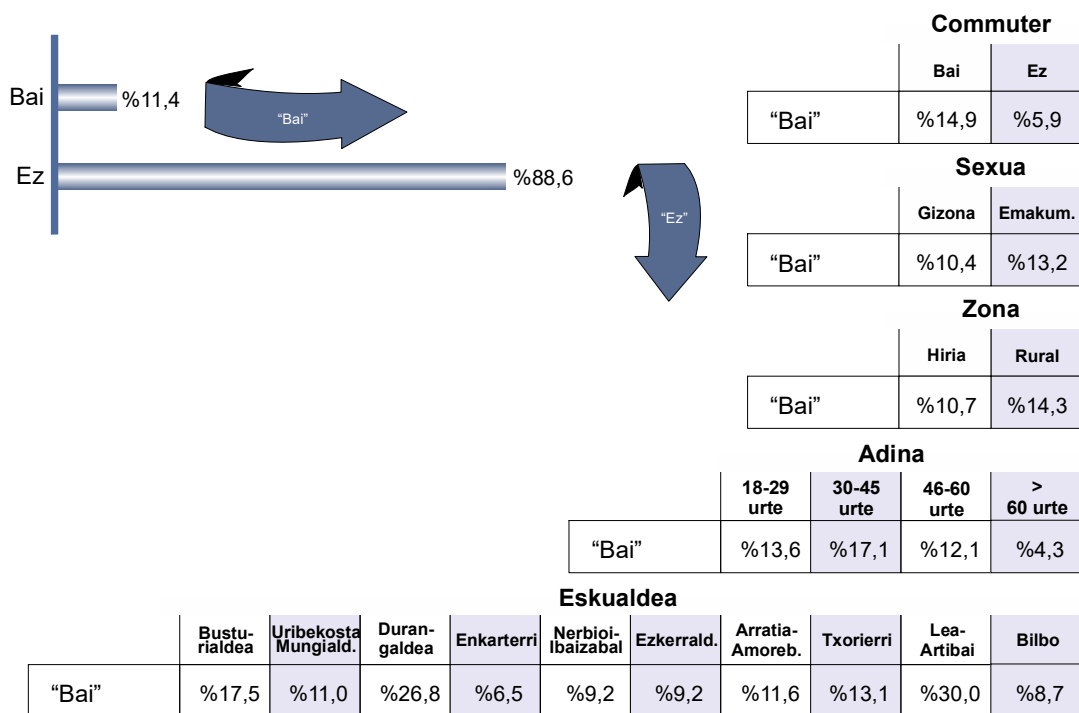 Commuter
Bai Ez
"Bai" %14,9 %5,9
Bai %11,4
"Bai"
Ez %88,6
"Ez"
Sexua
Gizona Emakum.
"Bai" %10,4 %13,2
Zona
Hiria Rural
"Bai" %10,7 %14,3
Adina
18-29 30-45 46-60 >
urte urte urte 60 urte
"Bai" %13,6 %17,1 %12,1 %4,3
Eskualdea
Bustu- Uribekosta Duran- Enkarterri Nerbioi- Ezkerrald. Arratia- Txorierri Lea- Bilbo
rialdea Mungiald. galdea Ibaizabal Amoreb. Artibai
"Bai" %17,5 %11,0 %26,8 %6,5 %9,2 %9,2 %11,6 %13,1 %30,0 %8,7